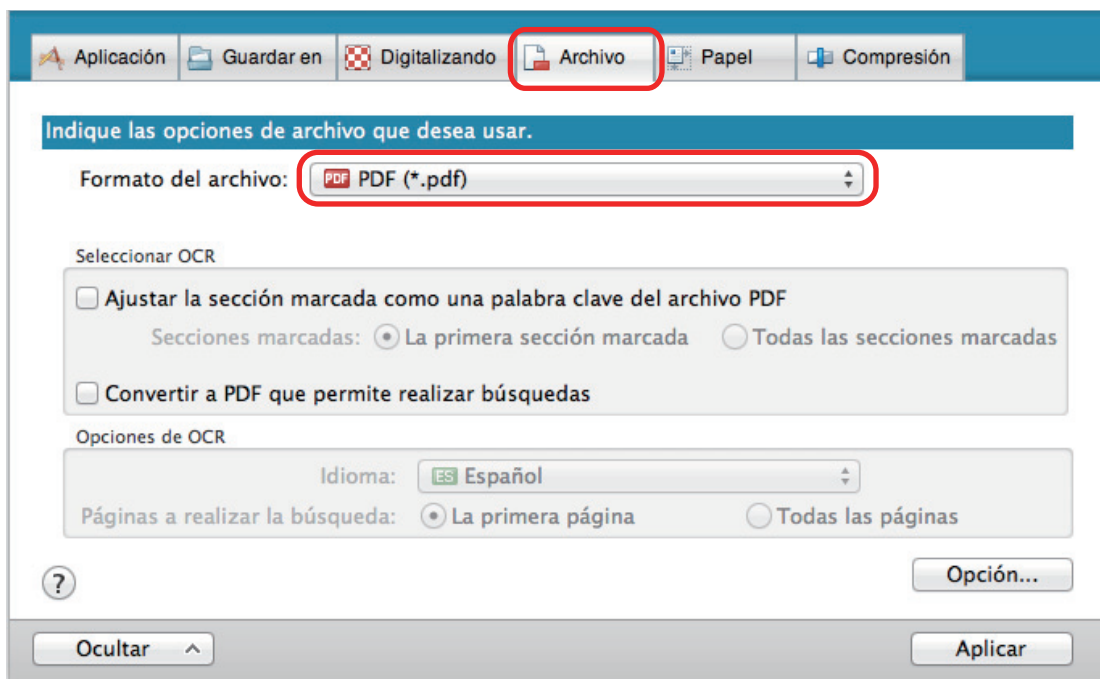 Aplicación Guardar en Digitalizando Archivo Papel Compresión
Indique las opciones de archivo que desea usar.
Formato del archivo: PDF PDF (*.pdf)
Seleccionar OCR
Ajustar la sección marcada como una palabra clave del archivo PDF
Secciones marcadas: La primera sección marcada Todas las secciones marcadas
Convertir a PDF que permite realizar búsquedas
Opciones de OCR
Idioma: ES Español
Páginas a realizar la búsqueda: La primera página Todas las páginas
? Opción...
Ocultar Aplicar